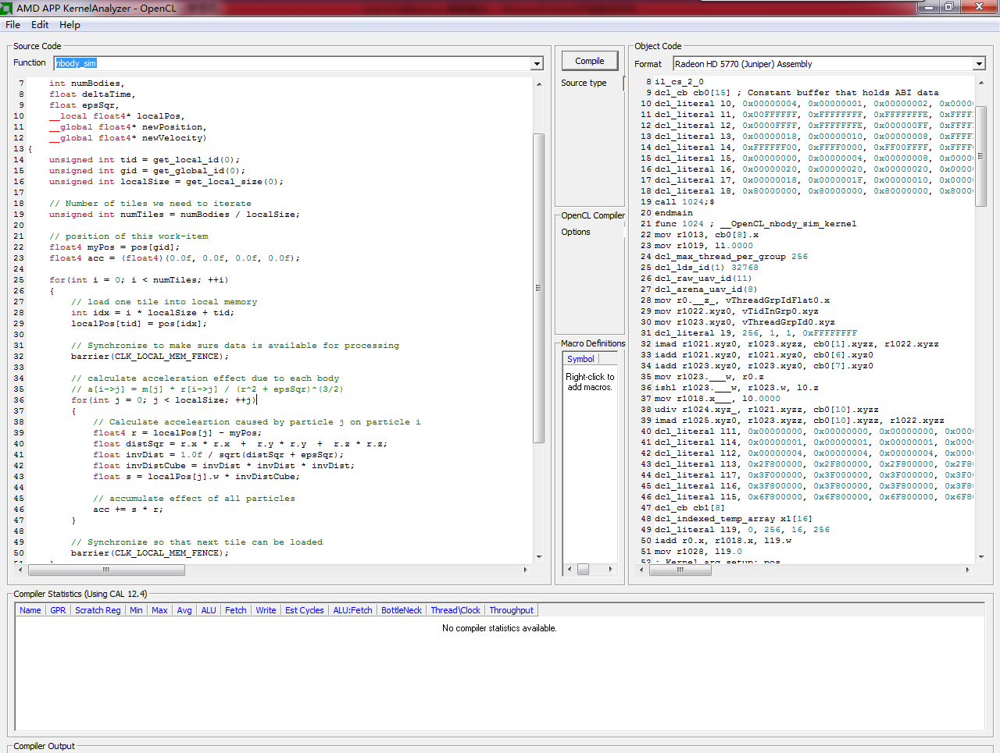 AMD APP KernelAnalyzer - OpenCL
File Edit Help
Source Code
Function nbody_sim
7 int numBodies,
8 float deltaTime,
9 float epsSqr,
10 __local float4* localPos,
11 __global float4* newPosition,
12 __global float4* newVelocity)
13 {
14 unsigned int tid = get_local_id(0);
15 unsigned int gid = get_global_id(0);
16 unsigned int localSize = get_local_size(0);
17
18 // Number of tiles we need to iterate
19 unsigned int numTiles = numBodies / localSize;
20
21 // position of this work-item
22 float4 myPos = pos[gid];
23 float4 acc = (float4)(0.0f, 0.0f, 0.0f, 0.0f);
24
25 for(int i = 0; i < numTiles; ++i)
26 {
27 // load one tile into local memory
28 int idx = i * localSize + tid;
29 localPos[tid] = pos[idx];
30
31 // Synchronize to make sure data is available for processing
32 barrier(CLK_LOCAL_MEM_FENCE);
33
34 // calculate acceleration effect due to each body
35 // a[i->j] = m[j] * r[i->j] / (r^2 + epsSqr)^(3/2)
36 for(int j = 0; j < localSize; ++j)
37 {
38 // Calculate acceleartion caused by particle j on particle i
39 float4 r = localPos[j] - myPos;
40 float distSqr = r.x * r.x + r.y * r.y + r.z * r.z;
41 float invDist = 1.0f / sqrt(distSqr + epsSqr);
42 float invDistCube = invDist * invDist * invDist;
43 float s = localPos[j].w * invDistCube;
44
45 // accumulate effect of all particles
46 acc += s * r;
47 }
48
49 // Synchronize so that next tile can be loaded
50 barrier(CLK_LOCAL_MEM_FENCE);
51 }
Compile
Source type
OpenCL Compiler
Options
Macro Definitions
Symbol
Right-click to
add macros.
Object Code
Format Radeon HD 5770 (Juniper) Assembly
8 il_cs_2_0
9 dcl_cb cb0[15] ; Constant buffer that holds ABI data
10 dcl_literal l0, 0x00000004, 0x00000001, 0x00000002, 0x0000
11 dcl_literal l1, 0x00FFFFFF, 0xFFFFFFFF, 0xFFFFFFFE, 0xFFFF
12 dcl_literal l2, 0x0000FFFF, 0xFFFFFFFE, 0x000000FF, 0xFFFF
13 dcl_literal l3, 0x00000018, 0x00000010, 0x00000008, 0xFFFF
14 dcl_literal l4, 0xFFFFFF00, 0xFFFF0000, 0xFF00FFFF, 0xFFFF
15 dcl_literal l5, 0x00000000, 0x00000004, 0x00000008, 0x0000
16 dcl_literal l6, 0x00000020, 0x00000020, 0x00000020, 0x0000
17 dcl_literal l7, 0x00000018, 0x0000001F, 0x00000010, 0x0000
18 dcl_literal l8, 0x80000000, 0x80000000, 0x80000000, 0x8000
19 call 1024;$
20 endmain
21 func 1024 ; __OpenCL_nbody_sim_kernel
22 mov r1013, cb0[8].x
23 mov r1019, l1.0000
24 dcl_max_thread_per_group 256
25 dcl_lds_id(1) 32768
26 dcl_raw_uav_id(11)
27 dcl_arena_uav_id(8)
28 mov r0.__z_, vThreadGrpIdFlat0.x
29 mov r1022.xyz0, vTidInGrp0.xyz
30 mov r1023.xyz0, vThreadGrpId0.xyz
31 dcl_literal l9, 256, 1, 1, 0xFFFFFFFF
32 imad r1021.xyz0, r1023.xyzz, cb0[1].xyzz, r1022.xyzz
33 iadd r1021.xyz0, r1021.xyz0, cb0[6].xyz0
34 iadd r1023.xyz0, r1023.xyz0, cb0[7].xyz0
35 mov r1023.___w, r0.z
36 ishl r1023.___w, r1023.w, l0.z
37 mov r1018.x___, l0.0000
38 udiv r1024.xyz_, r1021.xyzz, cb0[10].xyzz
39 imad r1025.xyz0, r1023.xyzz, cb0[10].xyzz, r1022.xyzz
40 dcl_literal l11, 0x00000000, 0x00000000, 0x00000000, 0x000
41 dcl_literal l14, 0x00000001, 0x00000001, 0x00000001, 0x000
42 dcl_literal l12, 0x00000004, 0x00000004, 0x00000004, 0x000
43 dcl_literal l13, 0x2F800000, 0x2F800000, 0x2F800000, 0x2F8
44 dcl_literal l17, 0x3F000000, 0x3F000000, 0x3F000000, 0x3F0
45 dcl_literal l16, 0x3F800000, 0x3F800000, 0x3F800000, 0x3F8
46 dcl_literal l15, 0x6F800000, 0x6F800000, 0x6F800000, 0x6F8
47 dcl_cb cb1[8]
48 dcl_indexed_temp_array x1[16]
49 dcl_literal l19, 0, 256, 16, 256
50 iadd r0.x, r1018.x, l19.w
51 mov r1028, l19.0
52 ; Kernel arg setup: pos
Compiler Statistics (Using CAL 12.4)
Name GPR Scratch Reg Min Max Avg ALU Fetch Write Est Cycles ALU:Fetch BottleNeck Thread\Clock Throughput
No compiler statistics available.
Compiler Output